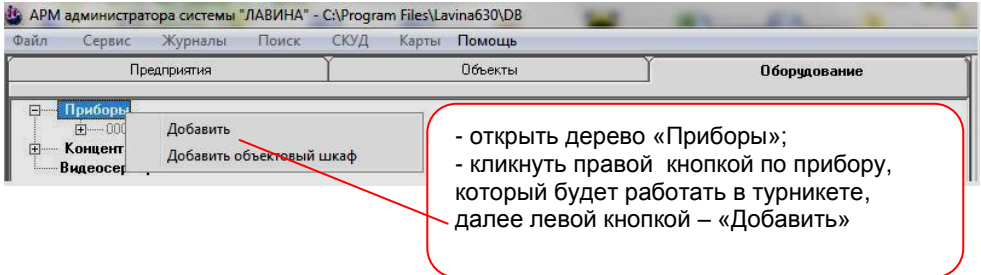 АРМ администратора системы "ЛАВИНА" - C:\Program Files\Lavina630\DB
Файл Сервис Журналы Поиск СКУД Карты Помощь
Предприятия Объекты Оборудование
Приборы
000
Добавить
Концент
Добавить объектовый шкаф
Видеосер
- открыть дерево «Приборы»;
- кликнуть правой кнопкой по прибору,
который будет работать в турникете,
далее левой кнопкой – «Добавить»